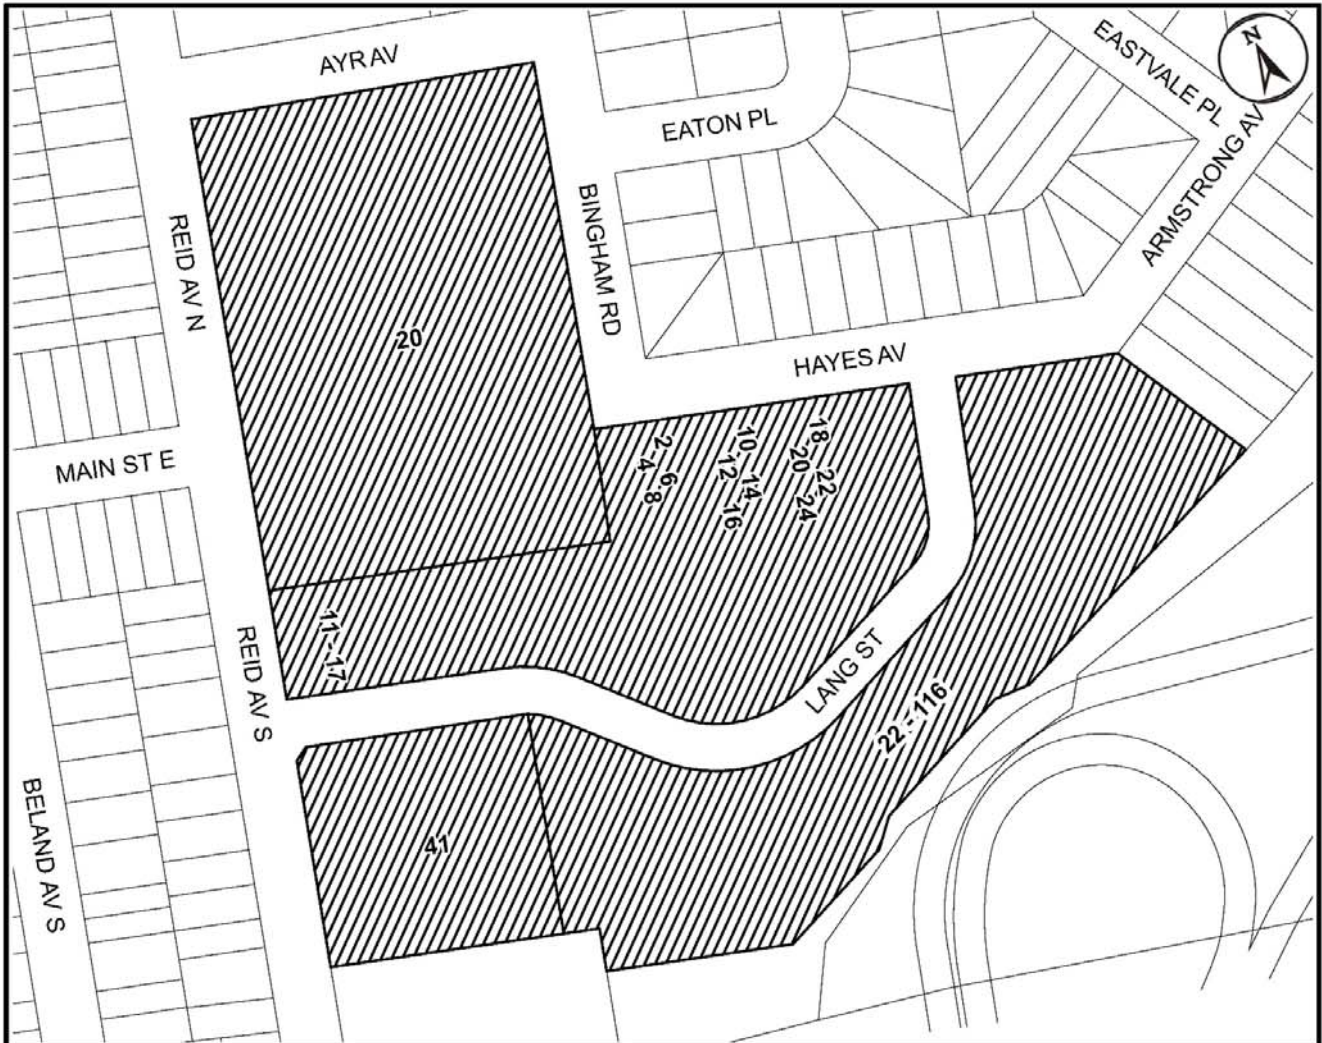 EASTVALE PL
N
AYR AV
EATON PL
ARMSTRONG AV
REID AV N
BINGHAM RD
20
HAYES AV
MAIN ST E
2 - 6
4 - 8
10 - 14
12 - 16
18 - 22
20 - 24
11 - 17
REID AV S
LANG ST
22 - 116
BELAND AV S
41